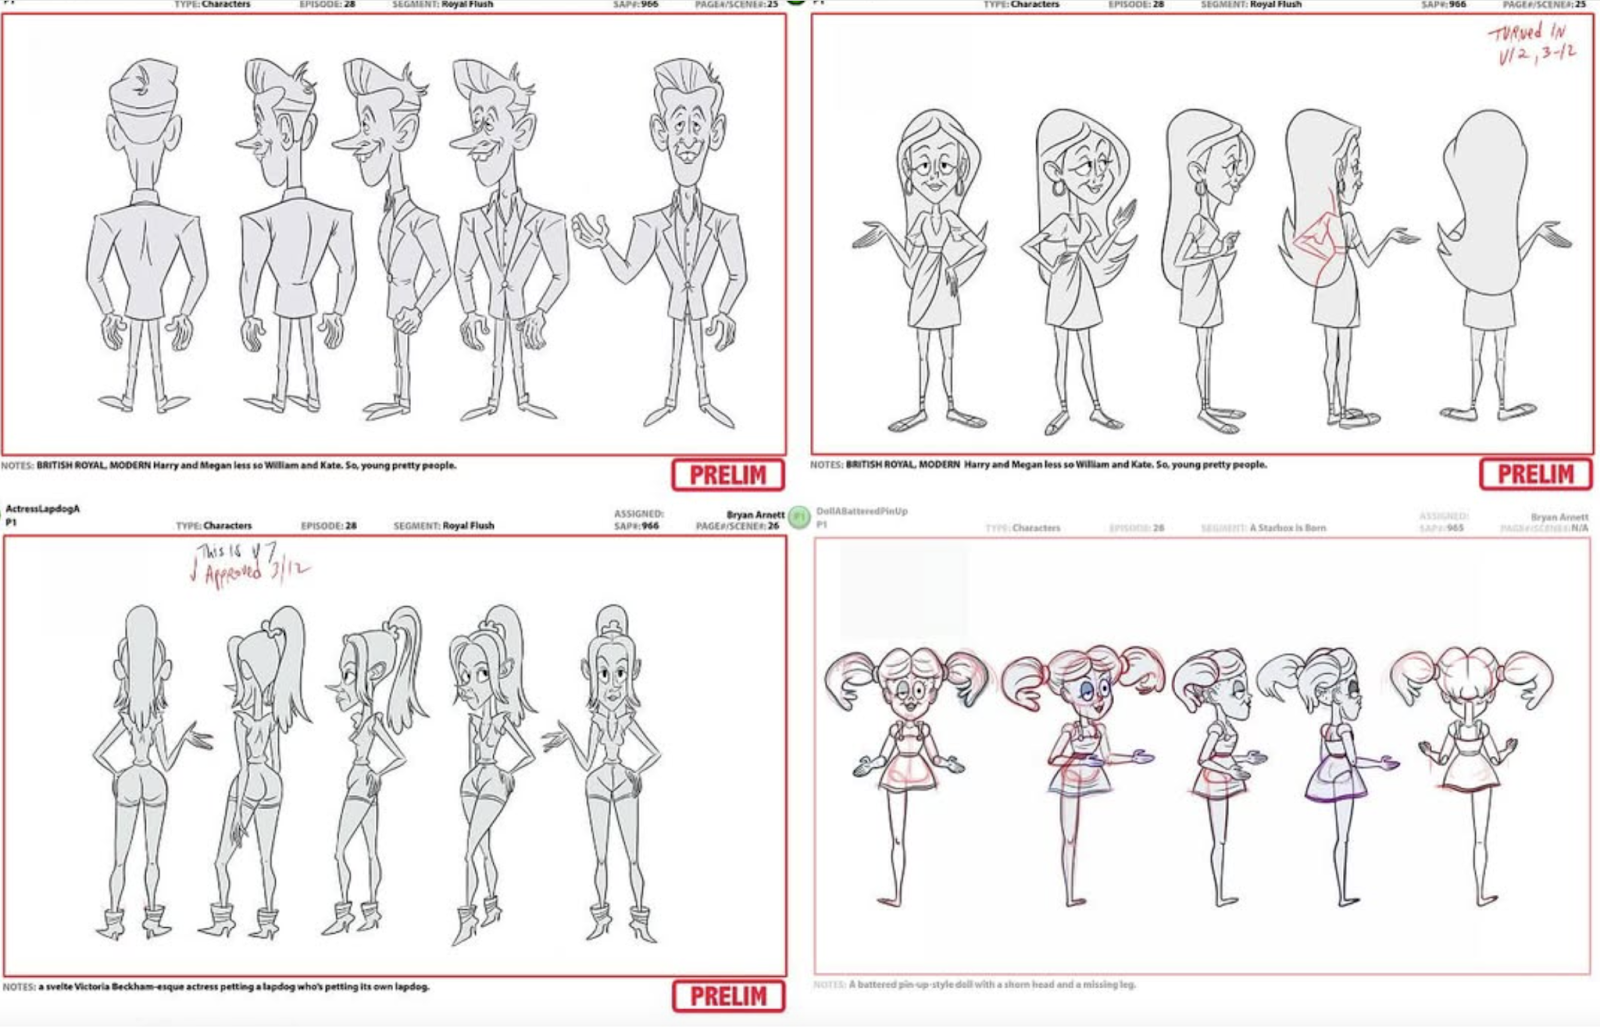 P1
TYPE: Characters EPISODE: 28 SEGMENT: Royal Flush SAP#: 966 PAGE#/SCENE#: 25
NOTES: BRITISH ROYAL, MODERN Harry and Megan less so William and Kate. So, young pretty people.
PRELIM
P1
TYPE: Characters EPISODE: 28 SEGMENT: Royal Flush SAP#: 966 PAGE#/SCENE#: 25
TURNED IN
V/2, 3-12
NOTES: BRITISH ROYAL, MODERN Harry and Megan less so William and Kate. So, young pretty people.
PRELIM
ActressLapdogA
P1
ASSIGNED: Bryan Arnett
TYPE: Characters EPISODE: 28 SEGMENT: Royal Flush SAP#: 966 PAGE#/SCENE#: 26
This is V7
Approved 3/12
NOTES: a svelte Victoria Beckham-esque actress petting a lapdog who's petting its own lapdog.
PRELIM
P1
DollABatteredPinUp
P1
ASSIGNED: Bryan Arnett
TYPE: Characters EPISODE: 28 SEGMENT: A Starbox is Born SAP#: 965 PAGE#/SCENE#: N/A
NOTES: A battered pin-up-style doll with a shorn head and a missing leg.